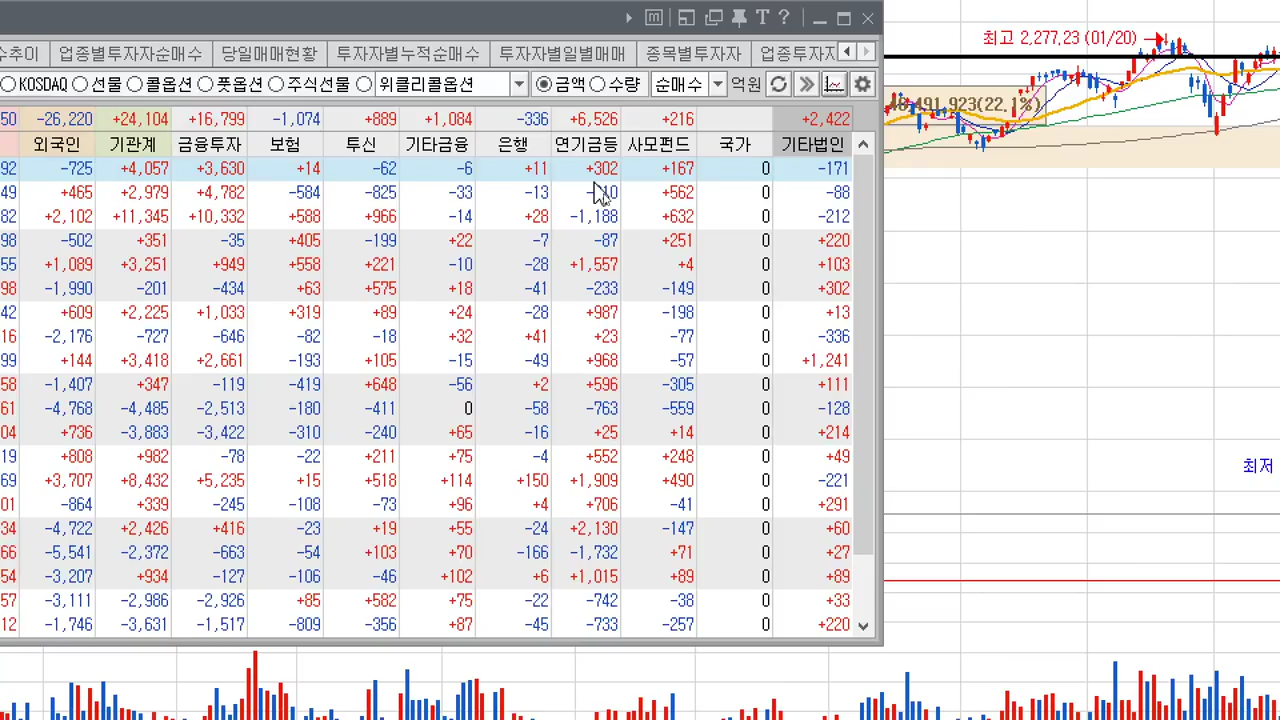 m T ?
수추이 업종별투자자순매수 당일매매현황 투자자별누적순매수 투자자별일별매매 종목별투자자 업종투자자
KOSDAQ 선물 콜옵션 풋옵션 주식선물 위클리콜옵션 금액 수량 순매수 억원
50 -26,220 +24,104 +16,799 -1,074 +889 +1,084 -336 +6,526 +216 +2,422
외국인 기관계 금융투자 보험 투신 기타금융 은행 연기금등 사모펀드 국가 기타법인
92 -725 +4,057 +3,630 +14 -62 -6 +11 +302 +167 0 -171
49 +465 +2,979 +4,782 -584 -825 -33 -13 +562 0 -88
82 +2,102 +11,345 +10,332 +588 +966 -14 +28 -1,188 +632 0 -212
98 -502 +351 -35 +405 -199 +22 -7 -87 +251 0 +220
55 +1,089 +3,251 +949 +558 +221 -10 -28 +1,557 +4 0 +103
98 -1,990 -201 -434 +63 +575 +18 -41 -233 -149 0 +302
42 +609 +2,225 +1,033 +319 +89 +24 -28 +987 -198 0 +13
16 -2,176 -727 -646 -82 -18 +32 +41 +23 -77 0 -336
99 +144 +3,418 +2,661 -193 +105 -15 -49 +968 -57 0 +1,241
58 -1,407 +347 -119 -419 +648 -56 +2 +596 -305 0 +111
61 -4,768 -4,485 -2,513 -180 -411 0 -58 -763 -559 0 -128
04 +736 -3,883 -3,422 -310 -240 +65 -16 +25 +14 0 +214
19 +808 +982 -78 -22 +211 +75 -4 +552 +248 0 +49
69 +3,707 +8,432 +5,235 +15 +518 +114 +150 +1,909 +490 0 -221
01 -864 +339 -245 -108 -73 +96 +4 +706 -41 0 +291
34 -4,722 +2,426 +416 -23 +19 +55 -24 +2,130 -147 0 +60
66 -5,541 -2,372 -663 -54 +103 +70 -166 -1,732 +71 0 +27
54 -3,207 +934 -127 -106 -46 +102 +6 +1,015 +89 0 +89
57 -3,111 -2,986 -2,926 +85 +582 +75 -22 -742 -38 0 +33
12 -1,746 -3,631 -1,517 -809 -356 +87 -45 -733 -257 0 +220
최고 2,277,23 (01/20)
48,491,923(22,1%)
최저